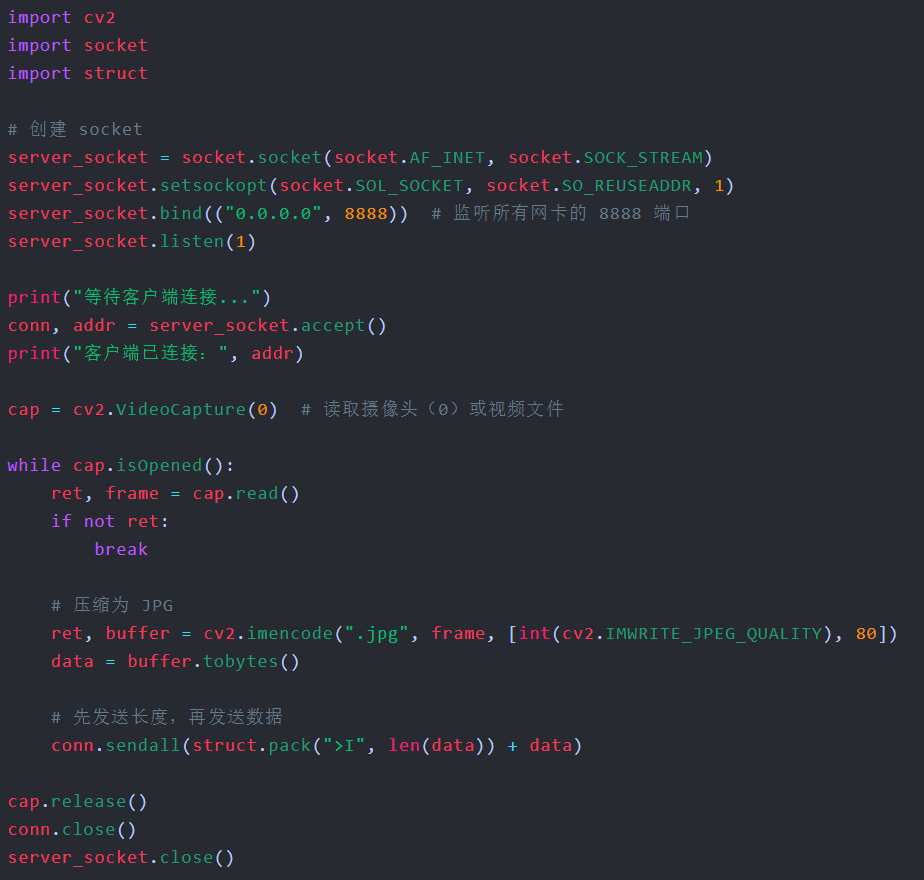 import cv2
import socket
import struct
# 创建 socket
server_socket = socket.socket(socket.AF_INET, socket.SOCK_STREAM)
server_socket.setsockopt(socket.SOL_SOCKET, socket.SO_REUSEADDR, 1)
server_socket.bind(("0.0.0.0", 8888))  # 监听所有网卡的 8888 端口
server_socket.listen(1)
print("等待客户端连接...")
conn, addr = server_socket.accept()
print("客户端已连接：", addr)
cap = cv2.VideoCapture(0)  # 读取摄像头（0）或视频文件
while cap.isOpened():
    ret, frame = cap.read()
    if not ret:
        break
    # 压缩为 JPG
    ret, buffer = cv2.imencode(".jpg", frame, [int(cv2.IMWRITE_JPEG_QUALITY), 80])
    data = buffer.tobytes()
    # 先发送长度，再发送数据
    conn.sendall(struct.pack(">I", len(data)) + data)
cap.release()
conn.close()
server_socket.close()